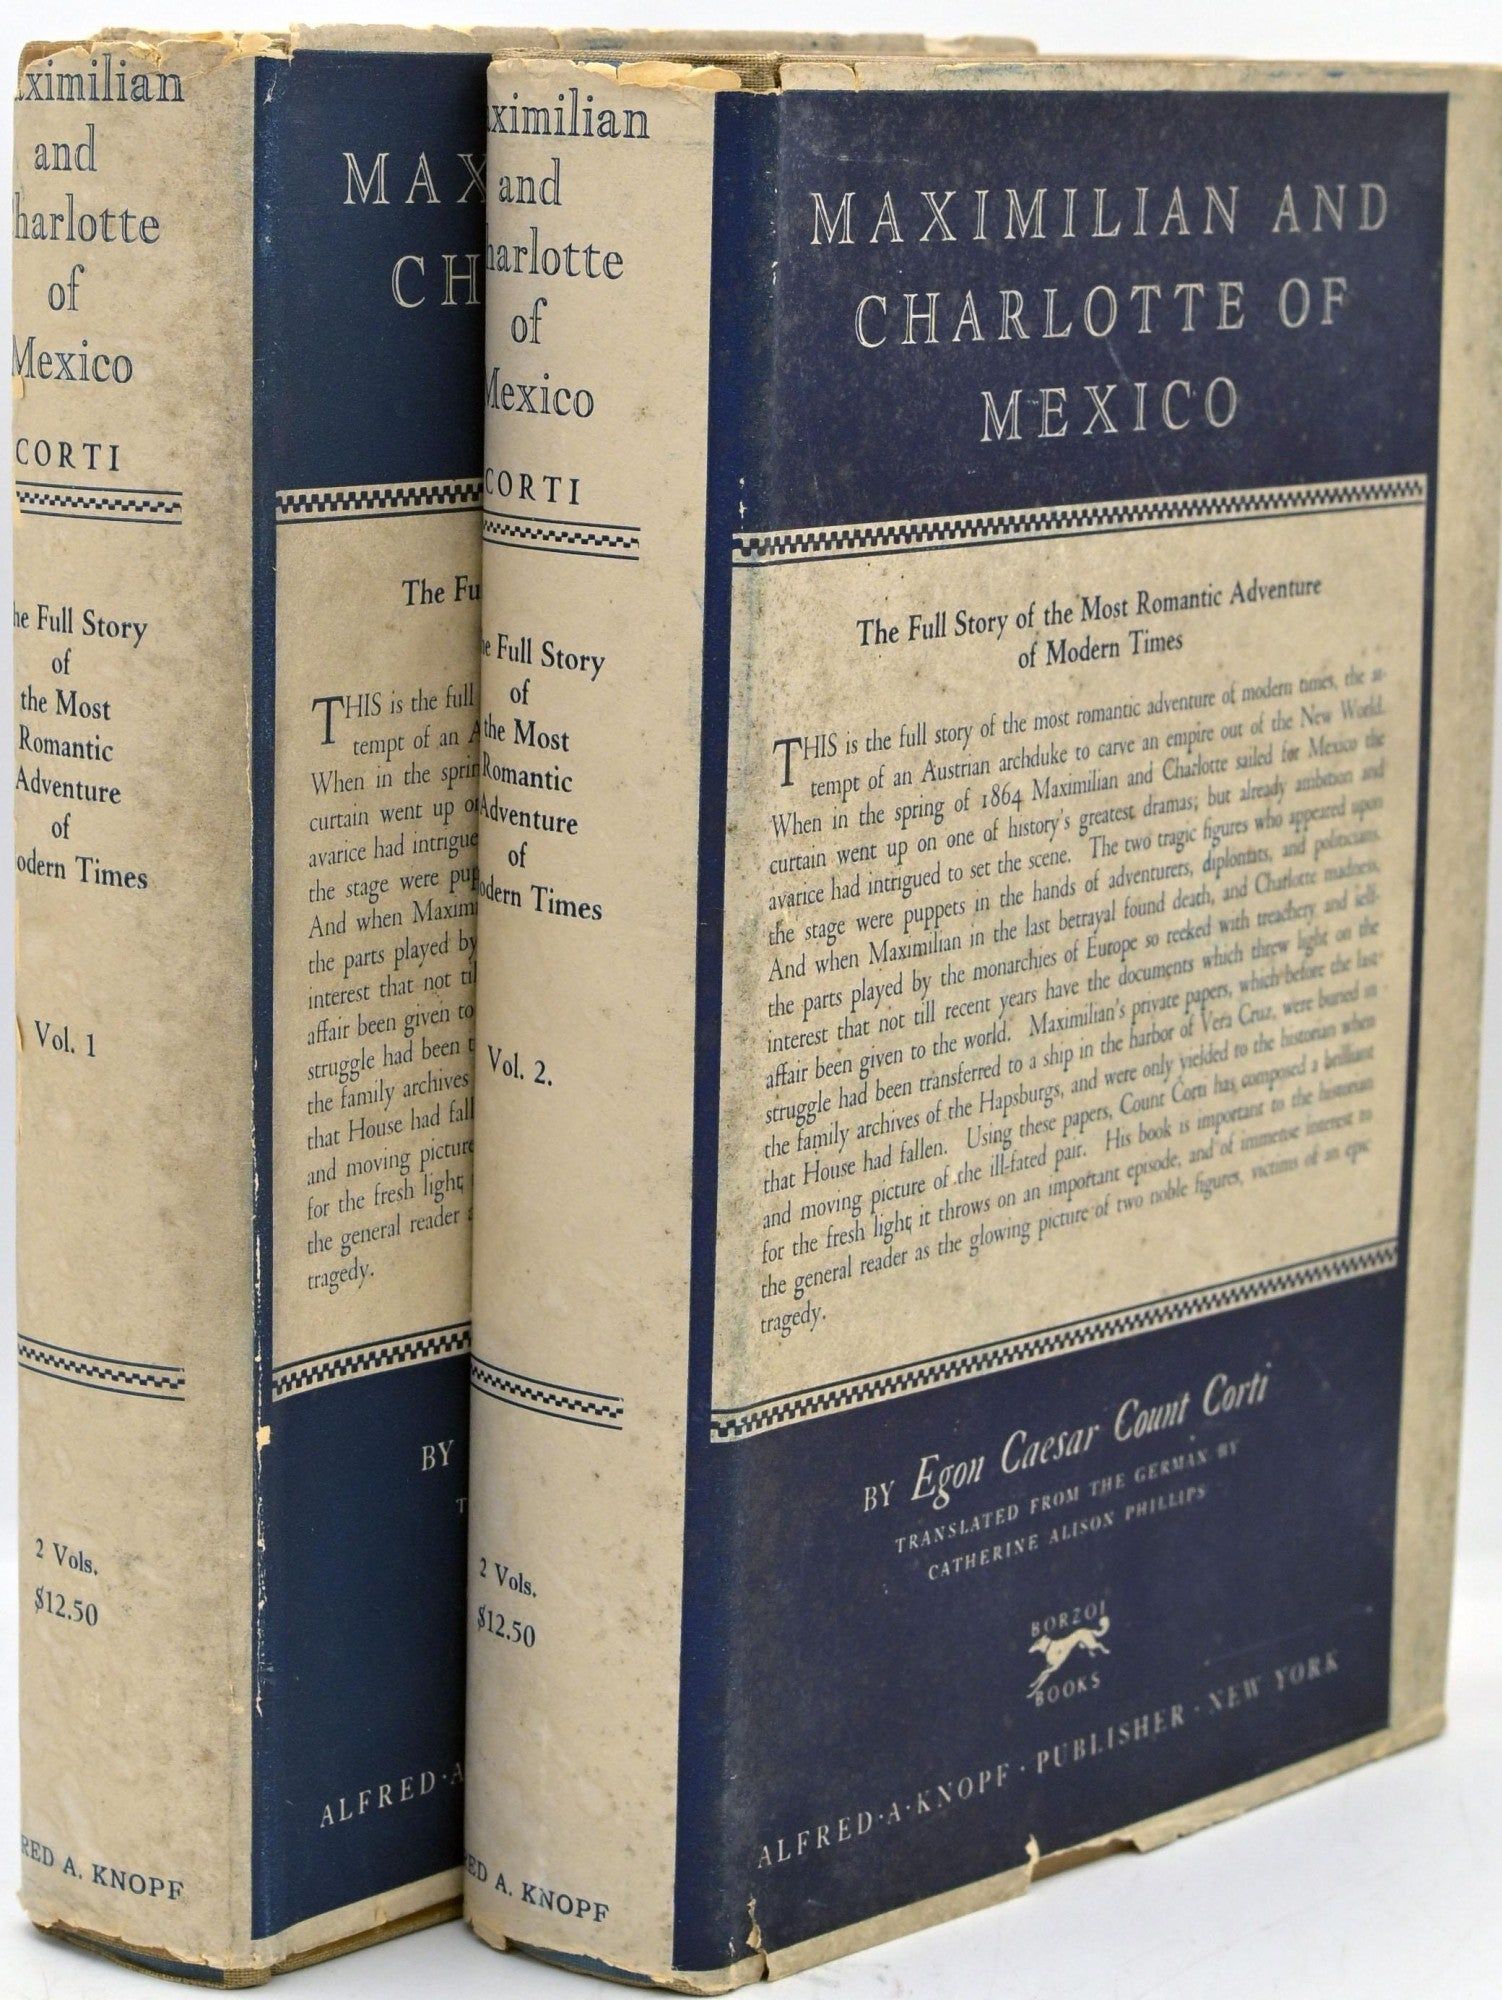 ximilian
and
harlotte
of
Mexico
CORTI
he Full Story
of
the Most
Romantic
Adventure
of
odern Times
Vol. 1
2 Vols.
$12.50
RED A. KNOPF
MAX
CH
The Fu
THIS is the full
tempt of an A
When in the sprin
curtain went up o
avarice had intrigue
the stage were pup
And when Maxim
the parts played by
interest that not til
affair been given to
struggle had been t
the family archives
that House had fall
and moving picture
for the fresh light
the general reader
tragedy.
BY
T
ALFRED·A
ximilian
and
harlotte
of
Mexico
CORTI
e Full Story
of
the Most
Romantic
Adventure
of
odern Times
Vol. 2.
2 Vols.
$12.50
ED A. KNOPF
MAXIMILIAN AND
CHARLOTTE OF
MEXICO
The Full Story of the Most Romantic Adventure
of Modern Times
THIS is the full story of the most romantic adventure of modern times, the at-
tempt of an Austrian archduke to carve an empire out of the New World.
When in the spring of 1864 Maximilian and Charlotte sailed for Mexico the
curtain went up on one of history's greatest dramas; but already ambition and
avarice had intrigued to set the scene. The two tragic figures who appeared upon
the stage were puppets in the hands of adventurers, diplomats, and politicians.
And when Maximilian in the last betrayal found death, and Charlotte madness,
the parts played by the monarchies of Europe so reeked with treachery and self-
interest that not till recent years have the documents which threw light on the
affair been given to the world. Maximilian's private papers, which before the last
struggle had been transferred to a ship in the harbor of Vera Cruz, were buried in
the family archives of the Hapsburgs, and were only yielded to the historian when
that House had fallen. Using these papers, Count Corti has composed a brilliant
and moving picture of the ill-fated pair. His book is important to the historian
for the fresh light it throws on an important episode, and of immense interest to
the general reader as the glowing picture of two noble figures, victims of an epic
tragedy.
BY Egon Caesar Count Corti
TRANSLATED FROM THE GERMAN BY
CATHERINE ALISON PHILLIPS
BORZOI
BOOKS
ALFRED·A·KNOPF·PUBLISHER·NEW YORK